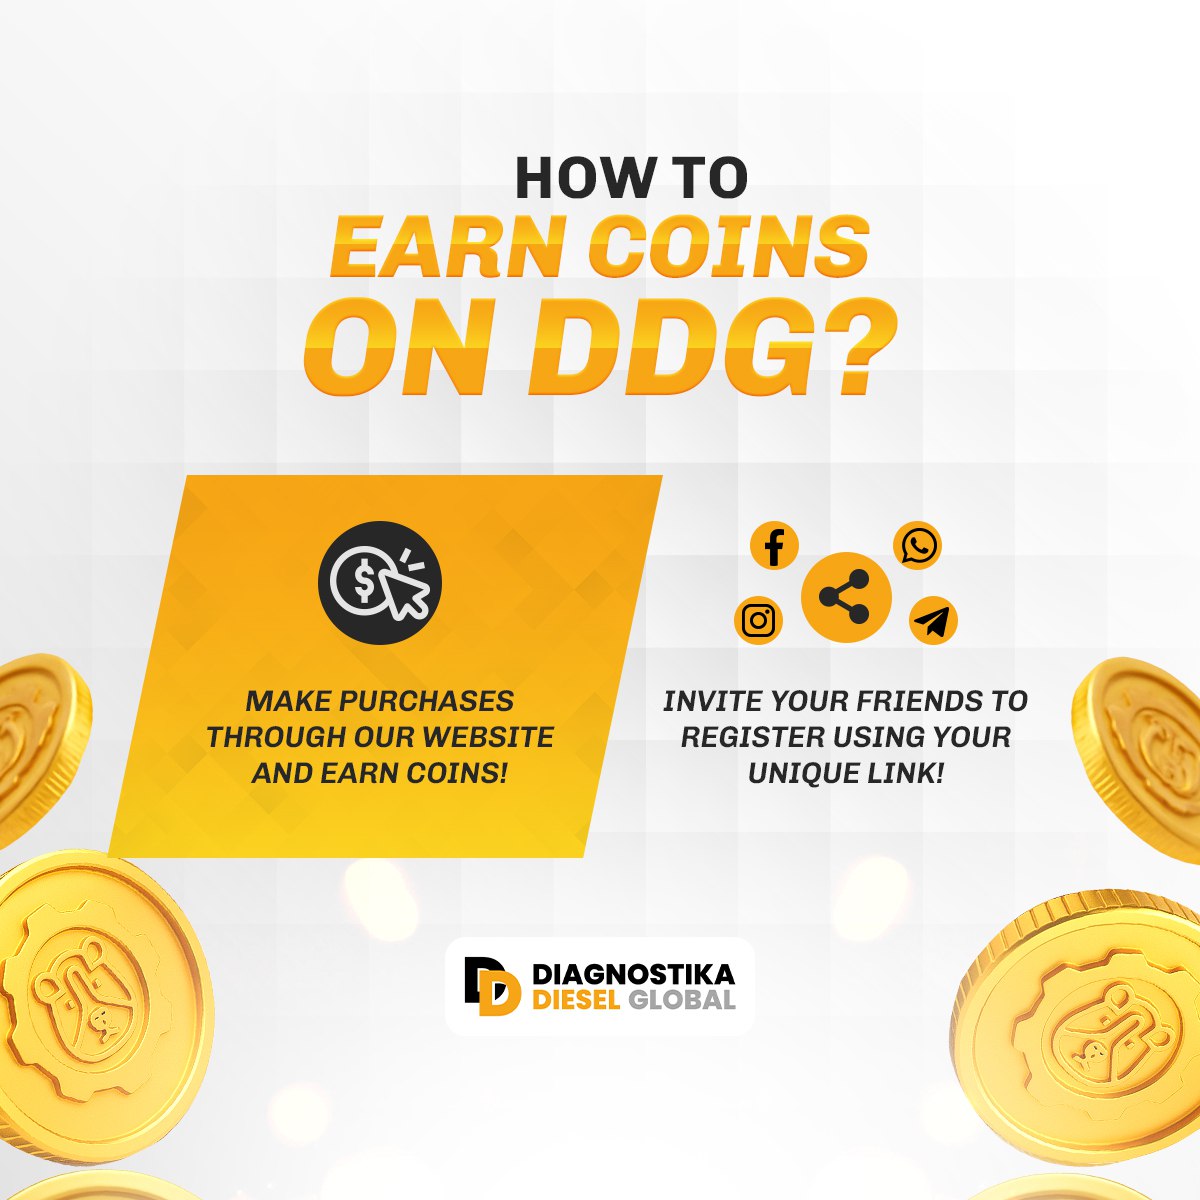 HOW TO
EARN COINS
ON DDG?
MAKE PURCHASES
THROUGH OUR WEBSITE
AND EARN COINS!
INVITE YOUR FRIENDS TO
REGISTER USING YOUR
UNIQUE LINK!
DD DIAGNOSTIKA
DIESEL GLOBAL